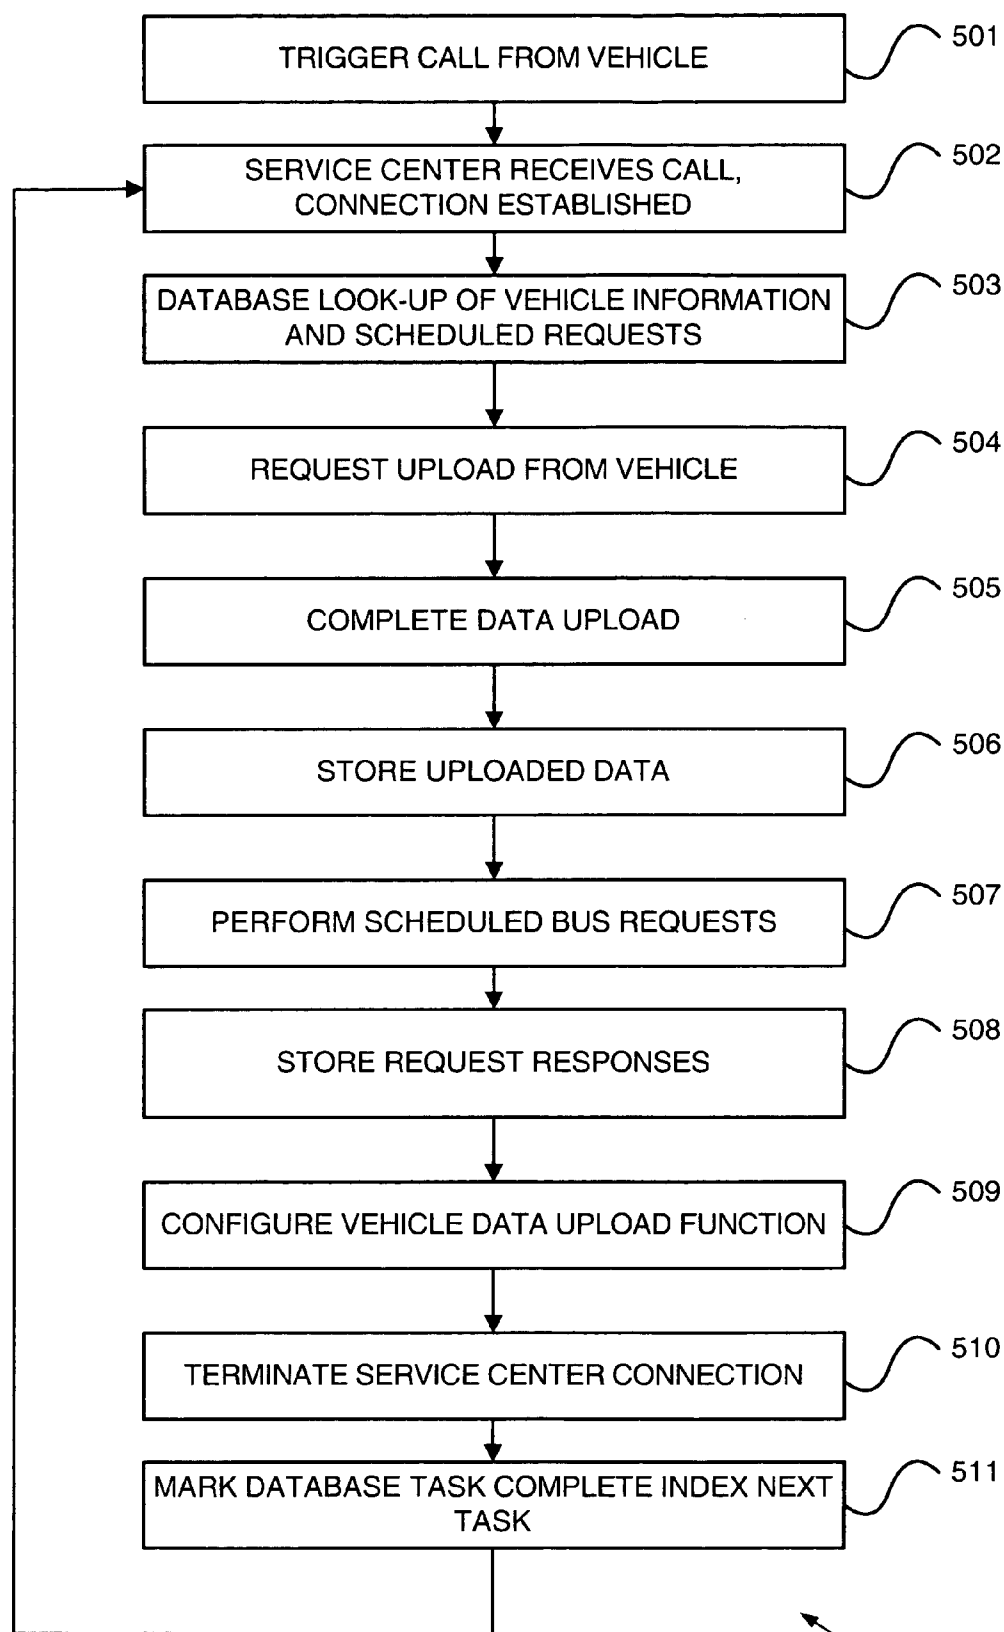 TRIGGER CALL FROM VEHICLE
501
SERVICE CENTER RECEIVES CALL,
CONNECTION ESTABLISHED
502
DATABASE LOOK-UP OF VEHICLE INFORMATION
AND SCHEDULED REQUESTS
503
REQUEST UPLOAD FROM VEHICLE
504
COMPLETE DATA UPLOAD
505
STORE UPLOADED DATA
506
PERFORM SCHEDULED BUS REQUESTS
507
STORE REQUEST RESPONSES
508
CONFIGURE VEHICLE DATA UPLOAD FUNCTION
509
TERMINATE SERVICE CENTER CONNECTION
510
MARK DATABASE TASK COMPLETE INDEX NEXT
TASK
511